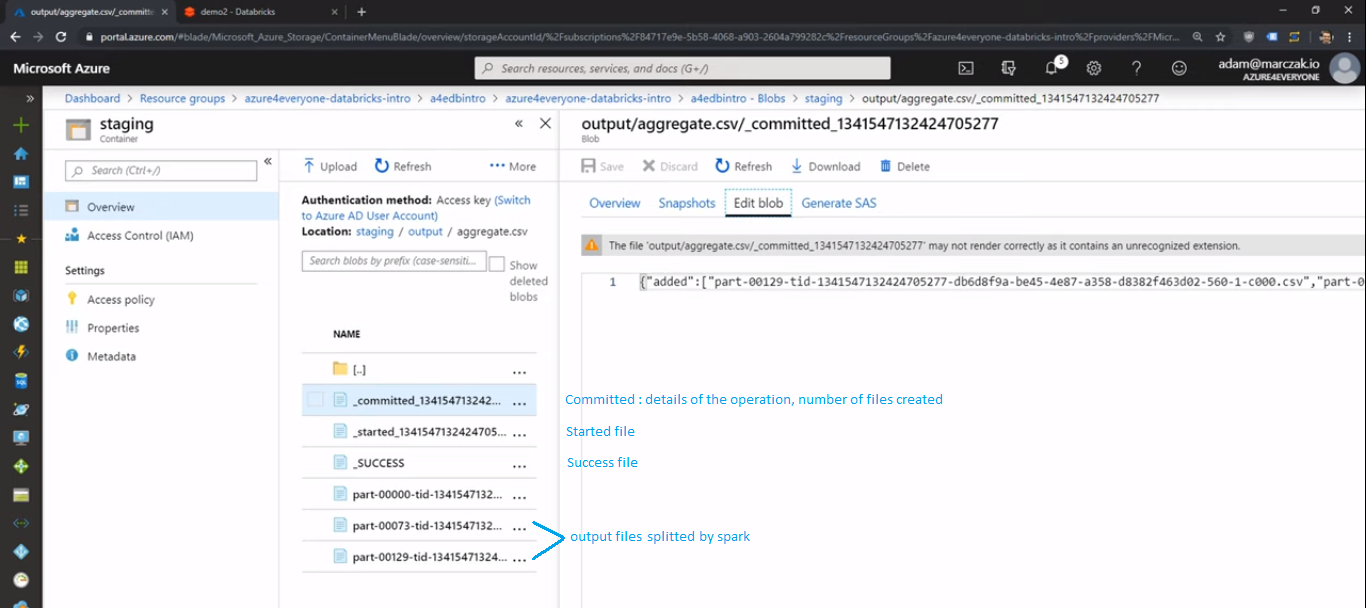 output/aggregate.csv/_committe
demo2 - Databricks
portal.azure.com/#blade/Microsoft_Azure_Storage/ContainerMenuBlade/overview/storageAccountId/%2Fsubscriptions%2F84717e9e-5b58-4068-a903-2604a799282c%2FresourceGroups%2Fazure4everyone-databricks-intro%2Fproviders%2FMicr...
Microsoft Azure
Search resources, services, and docs (G+/)
5
adam@marczak.io
AZURE4EVERYONE
Dashboard > Resource groups > azure4everyone-databricks-intro > a4edbintro > azure4everyone-databricks-intro > a4edbintro - Blobs > staging > output/aggregate.csv/_committed_1341547132424705277
staging
Container
output/aggregate.csv/_committed_1341547132424705277
Blob
Search (Ctrl+/)
Overview
Access Control (IAM)
Settings
Access policy
Properties
Metadata
Upload Refresh ••• More
Authentication method: Access key (Switch
to Azure AD User Account)
Location: staging / output / aggregate.csv
Search blobs by prefix (case-sensiti...
Show
deleted
blobs
NAME
[..] ...
_committed_134154713242... ...
_started_1341547132424705... ...
_SUCCESS ...
part-00000-tid-1341547132... ...
part-00073-tid-1341547132... ...
part-00129-tid-13415471324... ...
Save Discard Refresh Download Delete
Overview Snapshots Edit blob Generate SAS
The file 'output/aggregate.csv/_committed_1341547132424705277' may not render correctly as it contains an unrecognized extension.
1 {"added":["part-00129-tid-1341547132424705277-db6d8f9a-be45-4e87-a358-d8382f463d02-560-1-c000.csv","part-0
Committed : details of the operation, number of files created
Started file
Success file
output files splitted by spark